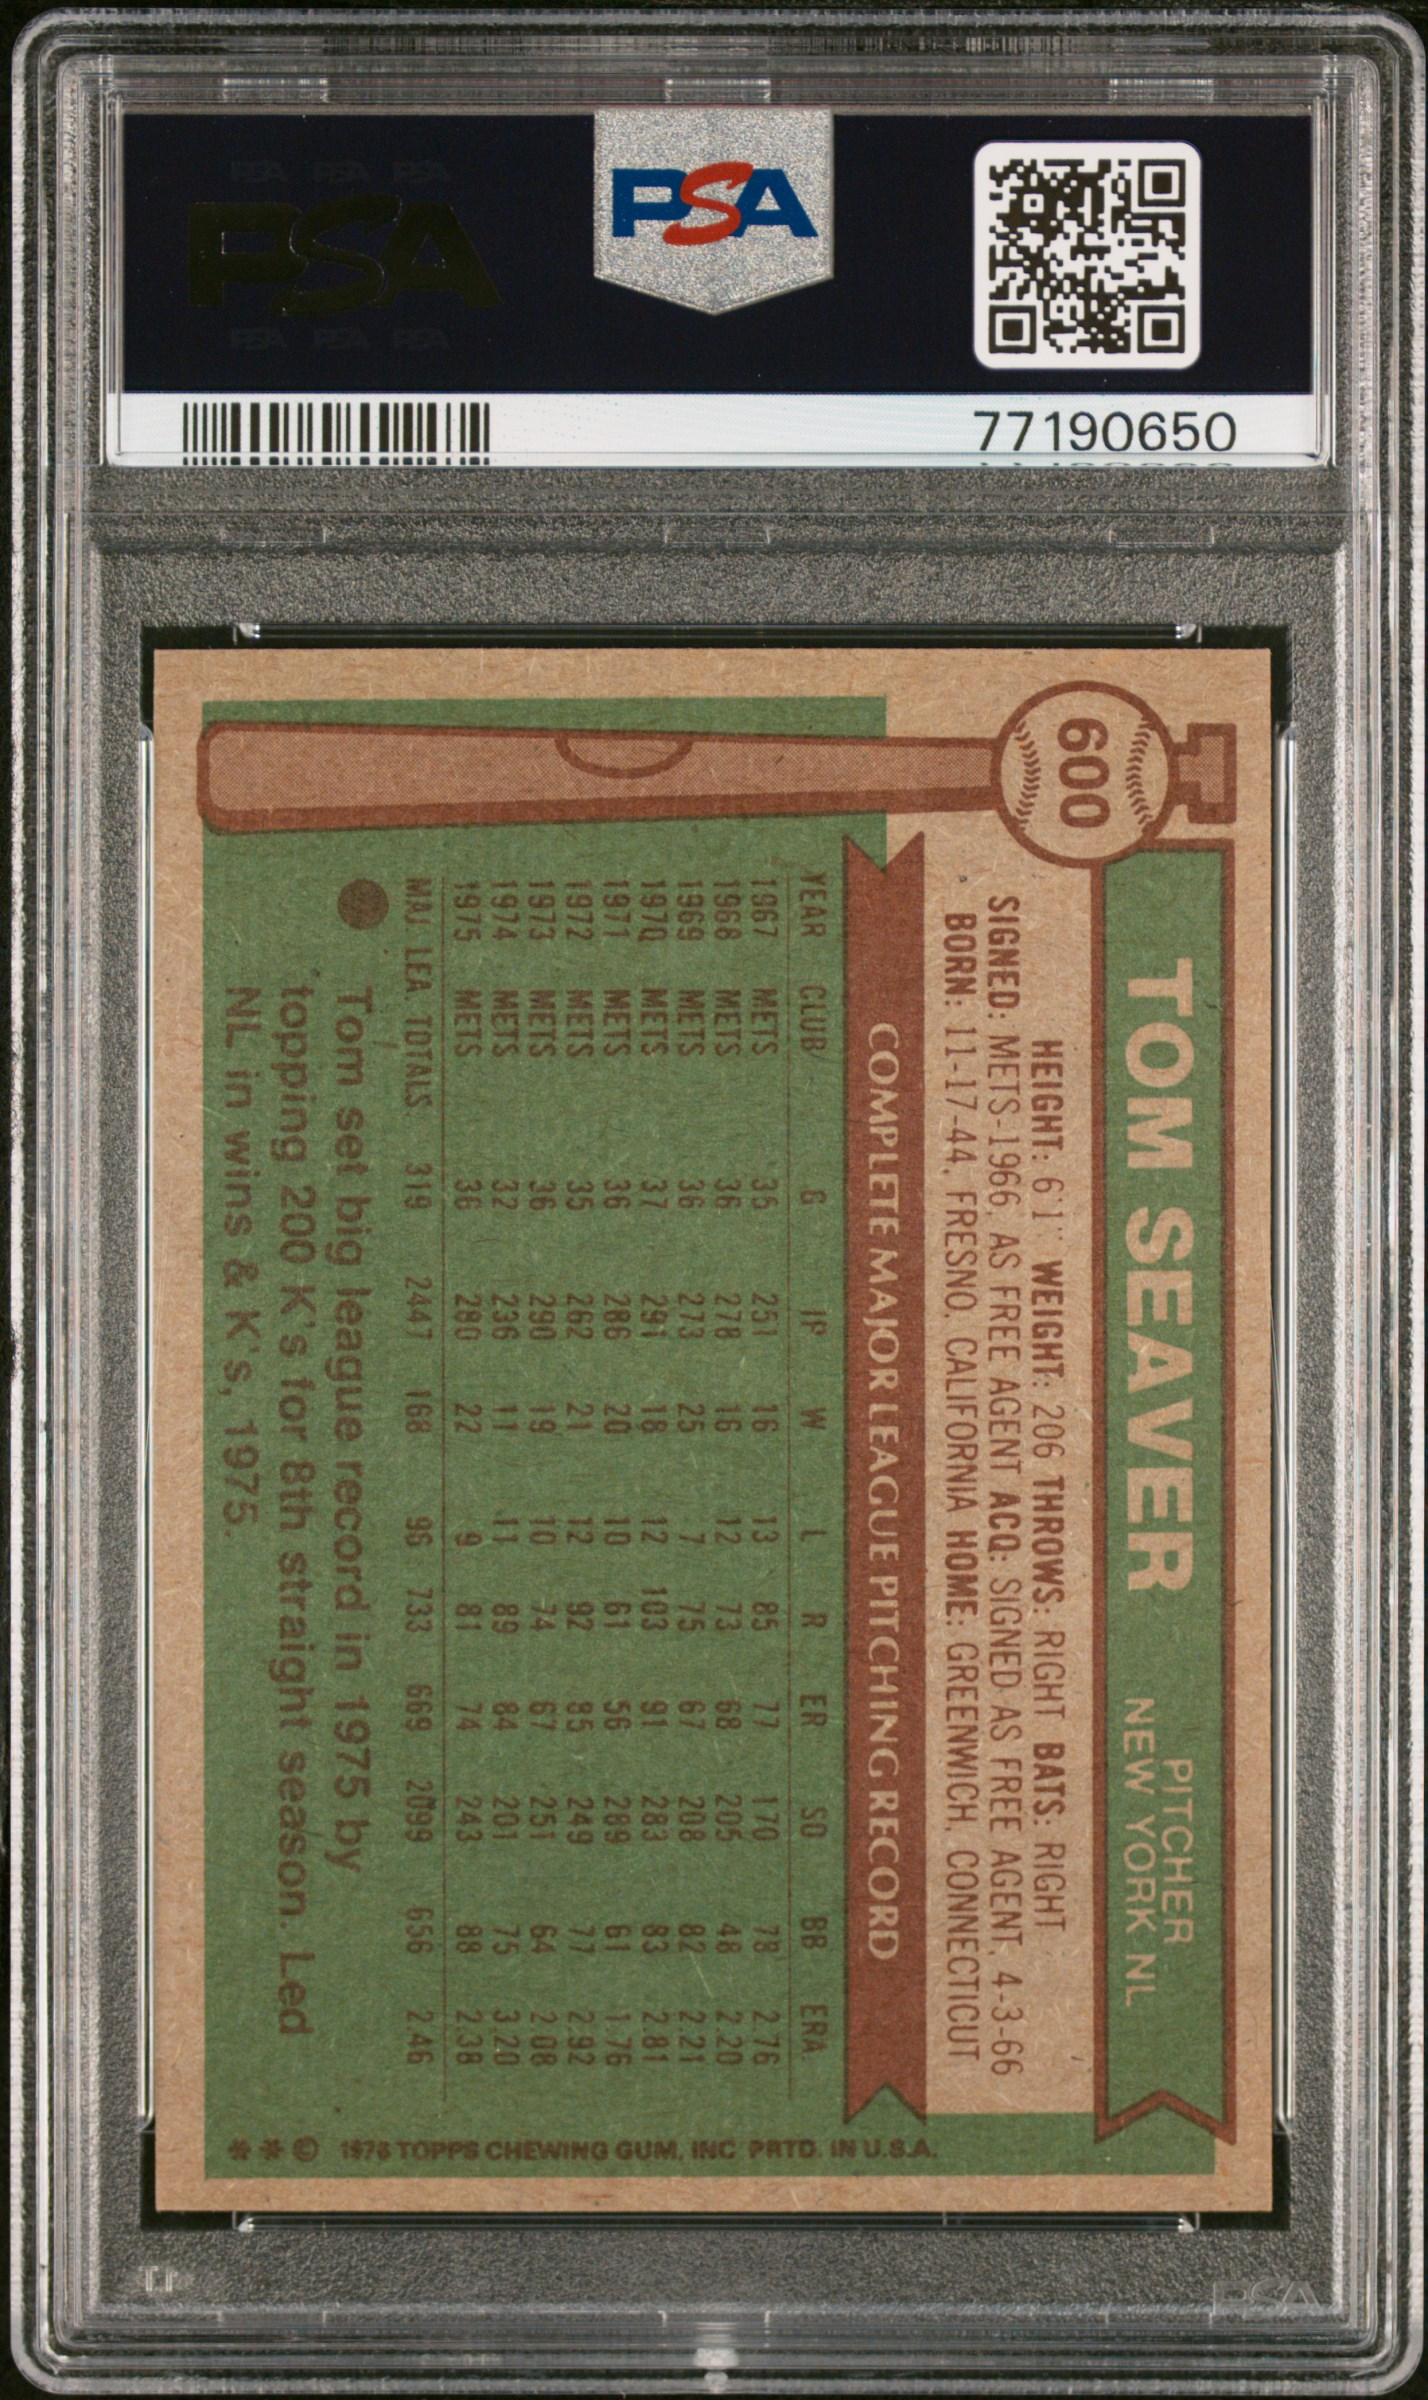 PSA PSA PSA
PSA
PSA PSA PSA
PSA
77190650
600
TOM SEAVER
PITCHER
NEW YORK NL
HEIGHT: 6'1" WEIGHT: 206 THROWS: RIGHT BATS: RIGHT
SIGNED: METS-1966, AS FREE AGENT ACQ: SIGNED AS FREE AGENT, 4-3-66
BORN: 11-17-44, FRESNO, CALIFORNIA HOME: GREENWICH, CONNECTICUT
COMPLETE MAJOR LEAGUE PITCHING RECORD
YEAR CLUB G IP W L R ER SO BB ERA.
1967 METS 35 251 16 13 85 77 170 78 2.76
1968 METS 36 278 16 12 73 68 205 48 2.20
1969 METS 36 273 25 7 75 67 208 82 2.21
1970 METS 37 291 18 12 103 91 283 83 2.81
1971 METS 36 286 20 10 61 56 289 61 1.76
1972 METS 35 262 21 12 92 85 249 77 2.92
1973 METS 36 290 19 10 74 67 251 64 2.08
1974 METS 32 236 11 11 89 84 201 75 3.20
1975 METS 36 280 22 9 81 74 243 88 2.38
MAJ. LEA. TOTALS 319 2447 168 96 733 669 2099 656 2.46
Tom set big league record in 1975 by
topping 200 K's for 8th straight season. Led
NL in wins & K's, 1975.
* * © 1976 TOPPS CHEWING GUM, INC. PRTD. IN U.S.A.
PSA